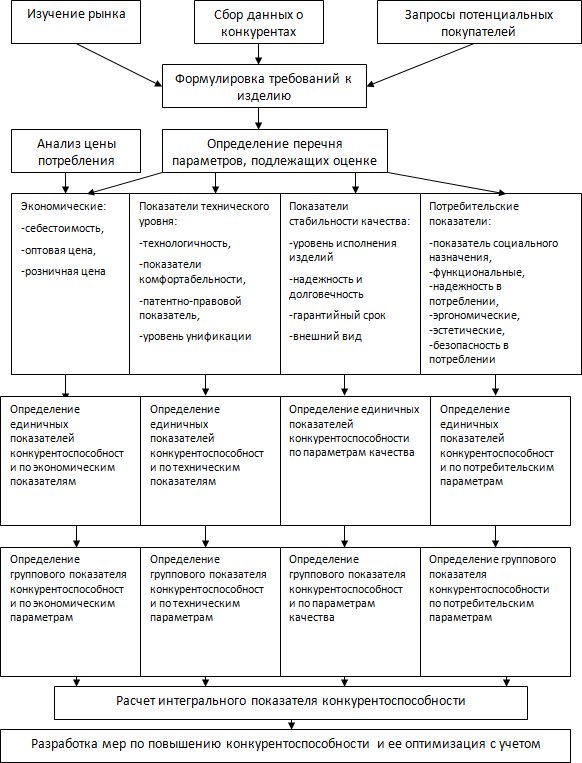 Изучение рынка
Сбор данных о
конкурентах
Запросы потенциальных
покупателей
Формулировка требований к
изделию
Анализ цены
потребления
Определение перечня
параметров, подлежащих оценке
Экономические:
-себестоимость,
-оптовая цена,
-розничная цена
Показатели технического
уровня:
-технологичность,
-показатели
комфортабельности,
-патентно-правовой
показатель,
-уровень унификации
Показатели
стабильности качества:
-уровень исполнения
изделий
-надежность и
долговечность
-гарантийный срок
-внешний вид
Потребительские
показатели:
-показатель социального
назначения,
-функциональные,
-надежность в
потреблении,
-эргономические,
-эстетические,
-безопасность в
потреблении
Определение
единичных
показателей
конкурентоспособност
и по экономическим
показателям
Определение
единичных
показателей
конкурентоспособност
и по техническим
показателям
Определение единичных
показателей
конкурентоспособности
по параметрам качества
Определение
единичных
показателей
конкурентоспособност
и по потребительским
параметрам
Определение
группового показателя
конкурентоспособност
и по экономическим
параметрам
Определение
группового показателя
конкурентоспособност
и по техническим
параметрам
Определение
группового показателя
конкурентоспособност
и по параметрам
качества
Определение группового
показателя
конкурентоспособности
по потребительским
параметрам
Расчет интегрального показателя конкурентоспособности
Разработка мер по повышению конкурентоспособности и ее оптимизация с учетом